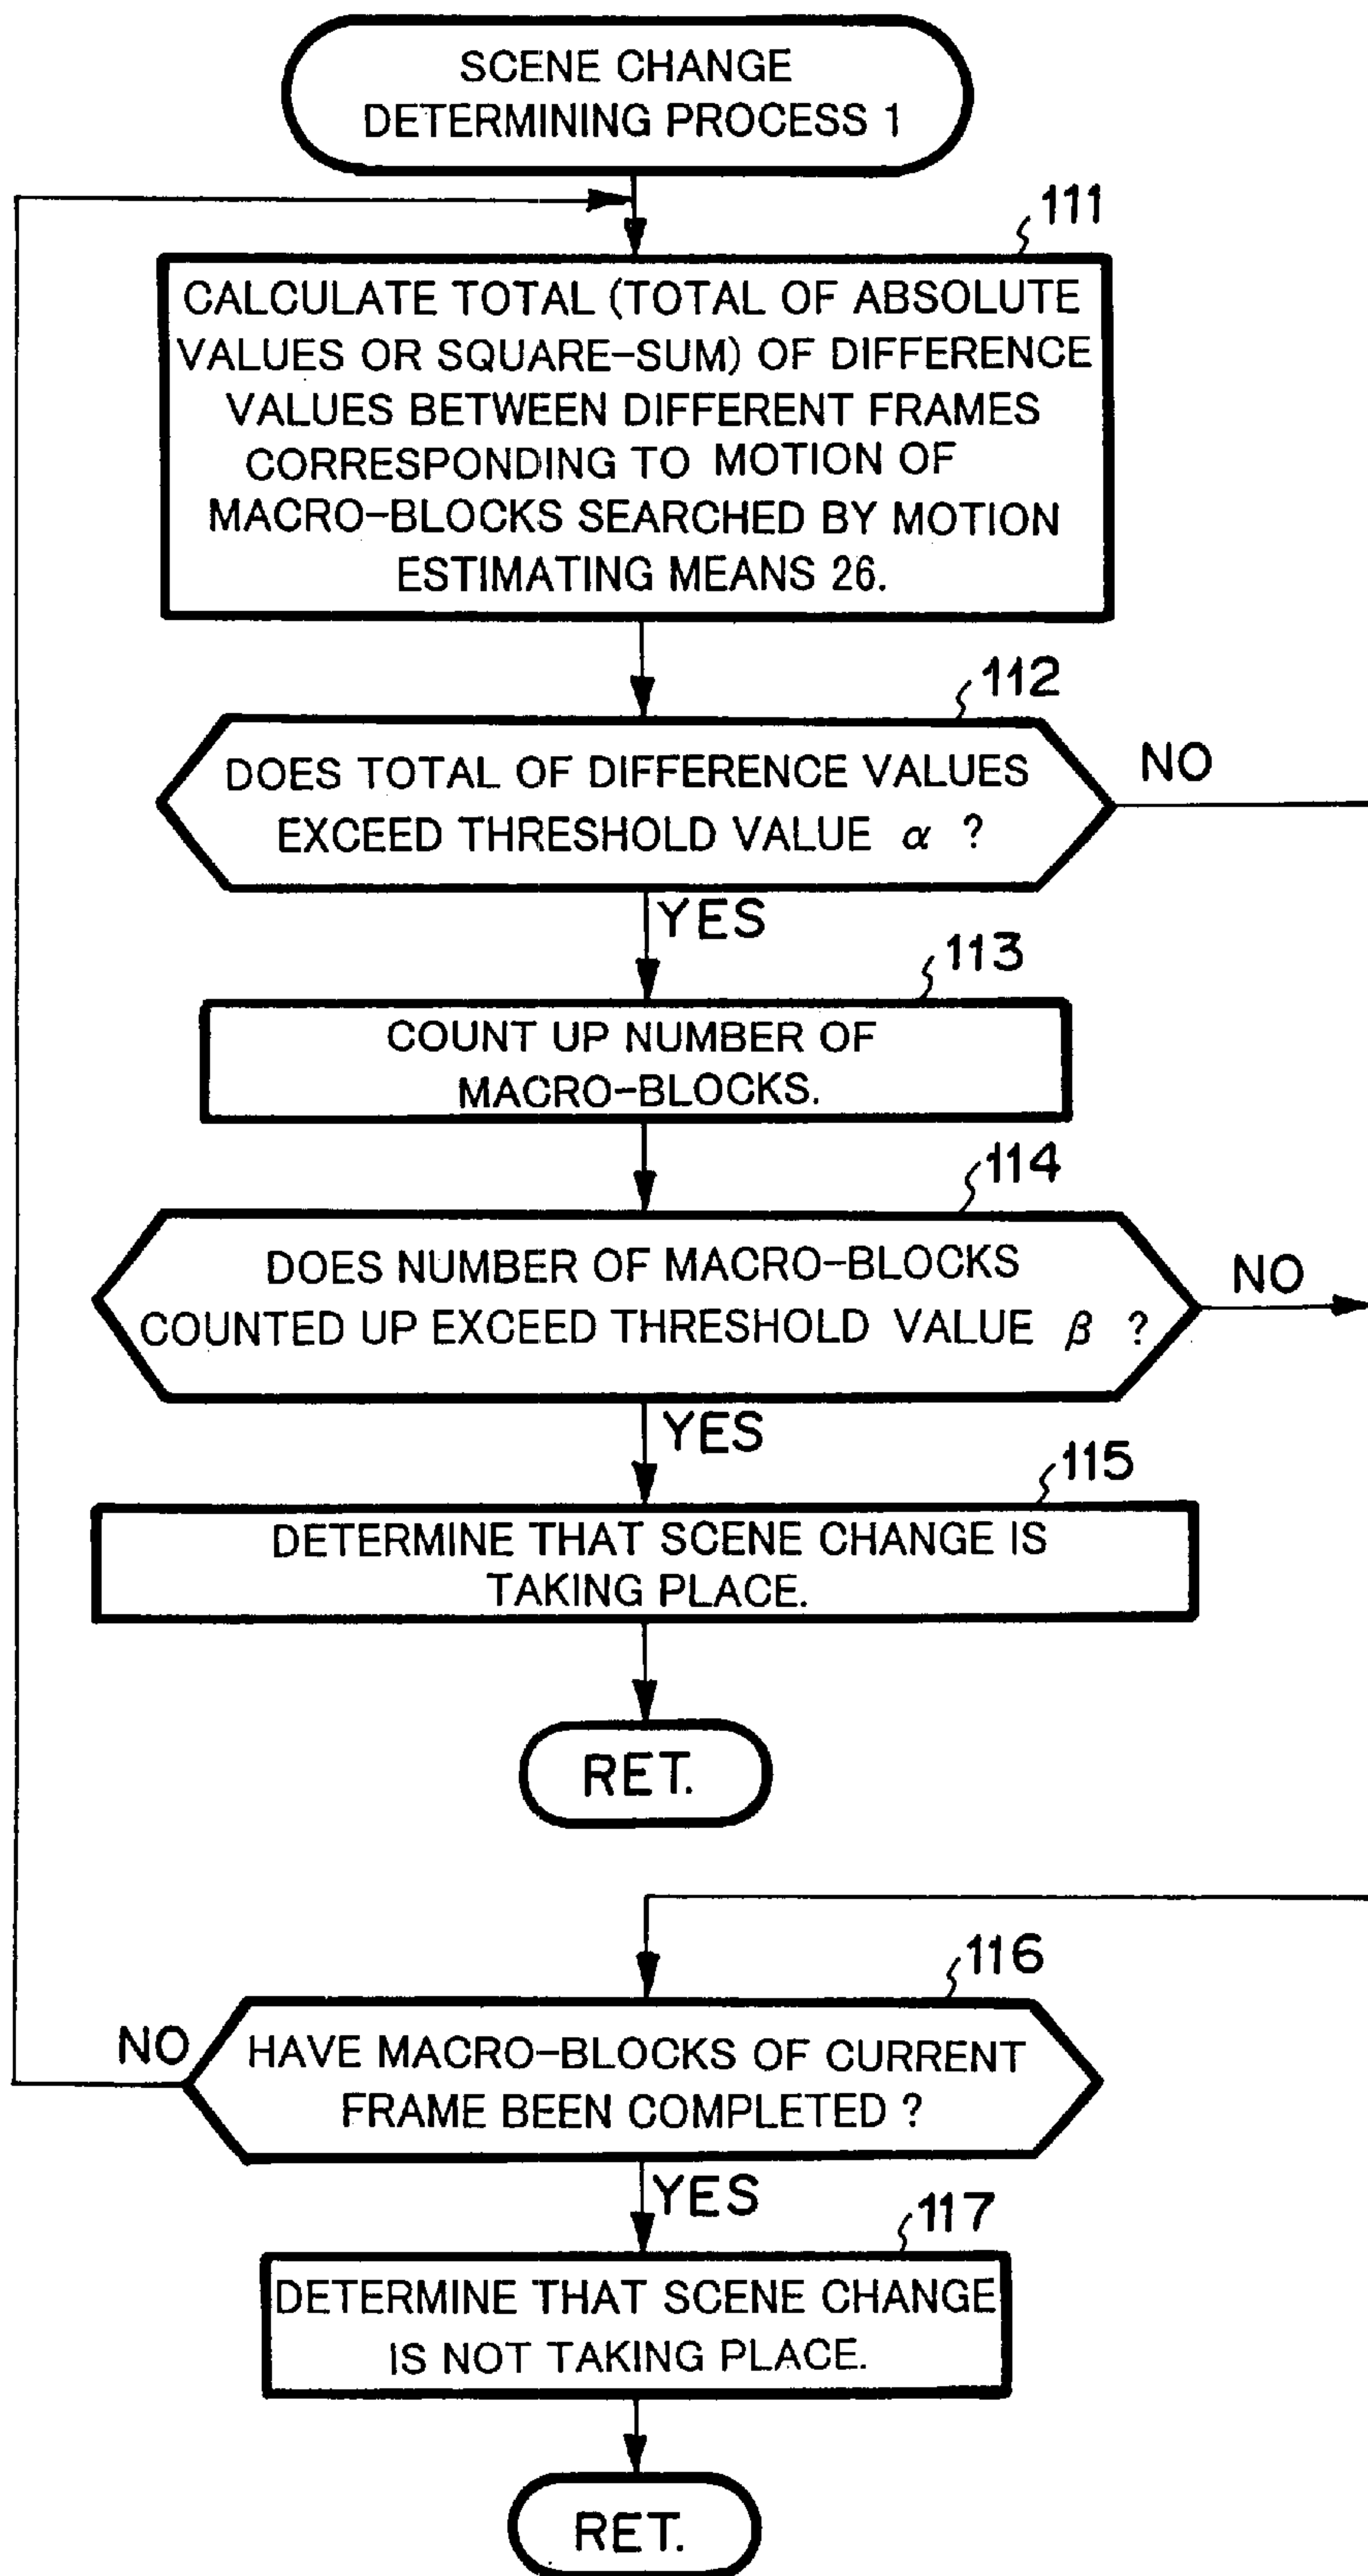 SCENE CHANGE
DETERMINING PROCESS 1
111
CALCULATE TOTAL (TOTAL OF ABSOLUTE
VALUES OR SQUARE-SUM) OF DIFFERENCE
VALUES BETWEEN DIFFERENT FRAMES
CORRESPONDING TO MOTION OF
MACRO-BLOCKS SEARCHED BY MOTION
ESTIMATING MEANS 26.
112
DOES TOTAL OF DIFFERENCE VALUES
EXCEED THRESHOLD VALUE α ?
NO
YES
113
COUNT UP NUMBER OF
MACRO-BLOCKS.
114
DOES NUMBER OF MACRO-BLOCKS
COUNTED UP EXCEED THRESHOLD VALUE β ?
NO
YES
115
DETERMINE THAT SCENE CHANGE IS
TAKING PLACE.
RET.
116
NO
HAVE MACRO-BLOCKS OF CURRENT
FRAME BEEN COMPLETED ?
YES
117
DETERMINE THAT SCENE CHANGE
IS NOT TAKING PLACE.
RET.